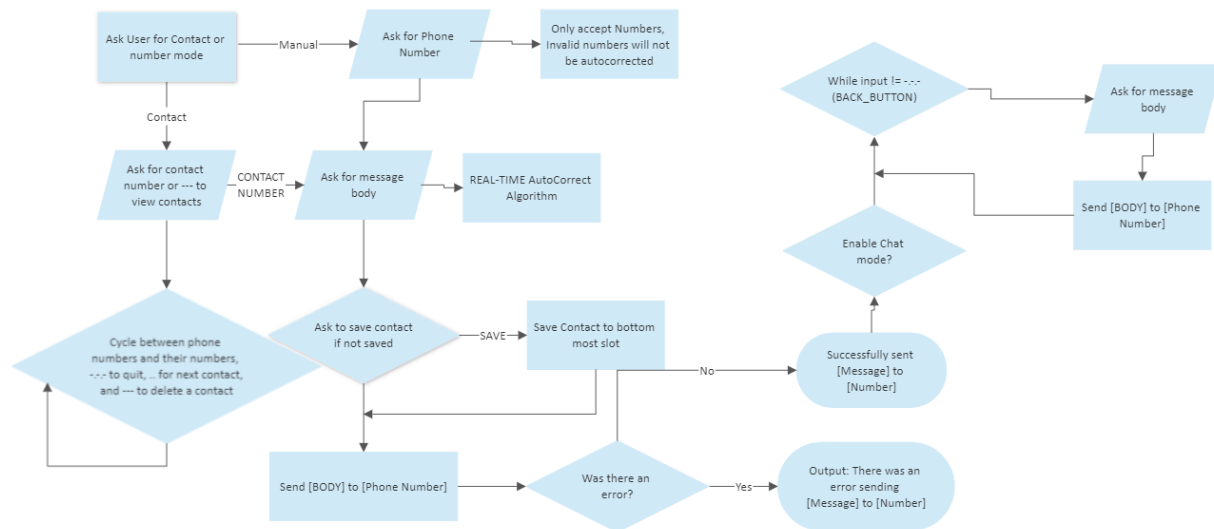 Ask User for Contact or
number mode
Manual
Ask for Phone
Number
Only accept Numbers,
Invalid numbers will not
be autocorrected
Contact
Ask for contact
number or --- to
view contacts
CONTACT
NUMBER
Ask for message
body
REAL-TIME AutoCorrect
Algorithm
Cycle between phone
numbers and their numbers,
-.-.- to quit, .. for next contact,
and --- to delete a contact
Ask to save contact
if not saved
SAVE
Save Contact to bottom
most slot
Send [BODY] to [Phone Number]
Was there an
error?
Yes
Output: There was an
error sending
[Message] to [Number]
No
Successfully sent
[Message] to
[Number]
Enable Chat
mode?
While input != -.-.-
(BACK_BUTTON)
Ask for message
body
Send [BODY] to [Phone
Number]